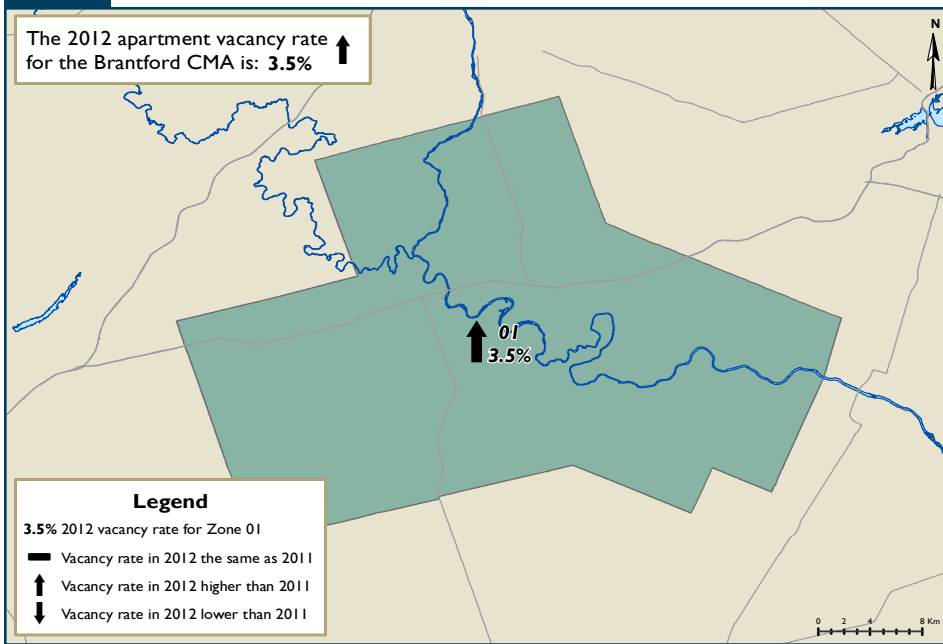 The 2012 apartment vacancy rate
for the Brantford CMA is: 3.5%
N
01
3.5%
Legend
3.5% 2012 vacancy rate for Zone 01
Vacancy rate in 2012 the same as 2011
Vacancy rate in 2012 higher than 2011
Vacancy rate in 2012 lower than 2011
0 2 4 8 Km